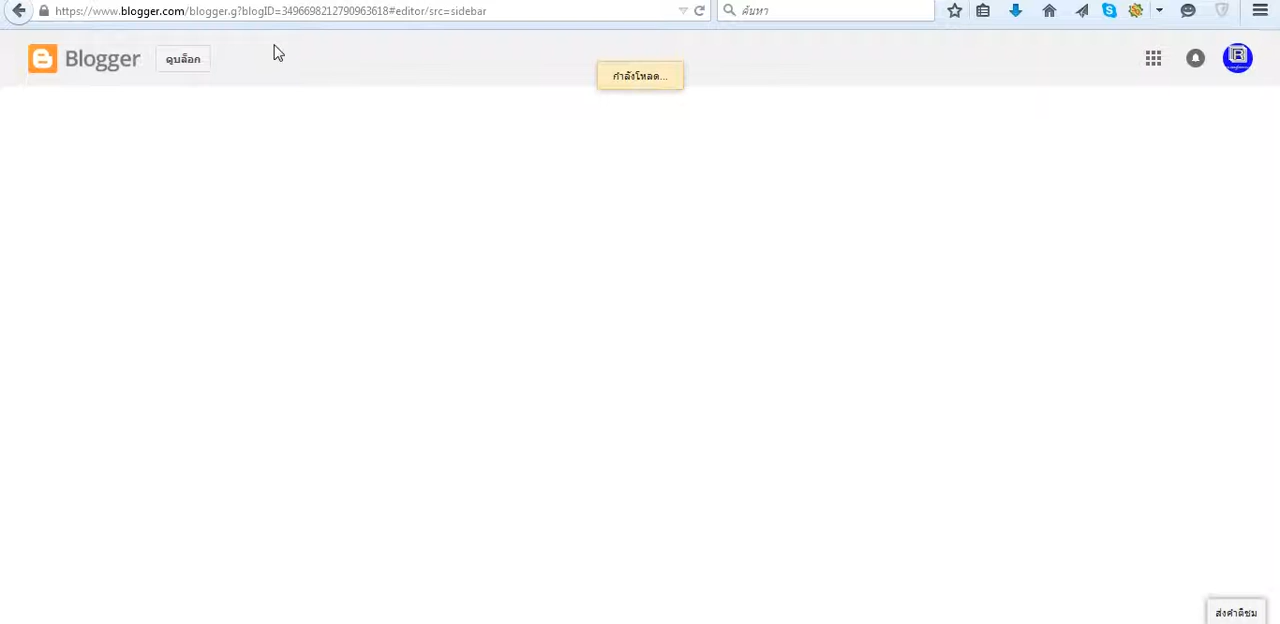 https://www.blogger.com/blogger.g?blogID=3496698212790963618#editor/src=sidebar
ค้นหา
Blogger
ดูบล็อก
กำลังโหลด...
ส่งคำติชม